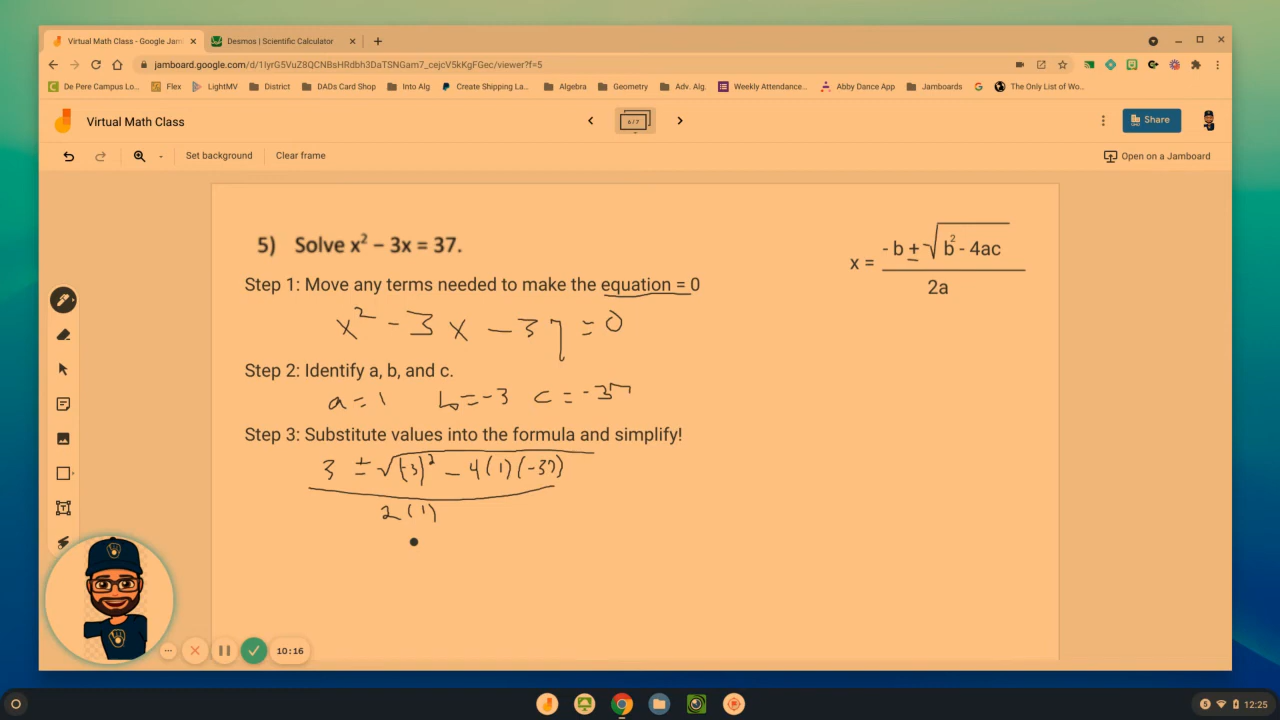 Virtual Math Class - Google Jam
Desmos | Scientific Calculator
jamboard.google.com/d/1IyrG5VuZ8QCNBsHRdbh3DaTSNGam7_cejcV5kKgFGec/viewer?f=5
De Pere Campus Lo... Flex LightMV District DADs Card Shop Into Alg Create Shipping La... Algebra Geometry Adv. Alg. Weekly Attendance... Abby Dance App Jamboards The Only List of Wo...
Virtual Math Class
6/7
Share
Set background Clear frame
Open on a Jamboard
5) Solve x² – 3x = 37.
x = -b ± √b² - 4ac
2a
Step 1: Move any terms needed to make the equation = 0
x² - 3x - 37 = 0
Step 2: Identify a, b, and c.
a = 1 b = -3 c = -37
Step 3: Substitute values into the formula and simplify!
3 ± √(-3)² - 4(1)(-37)
2(1)
10:16
5 12:25